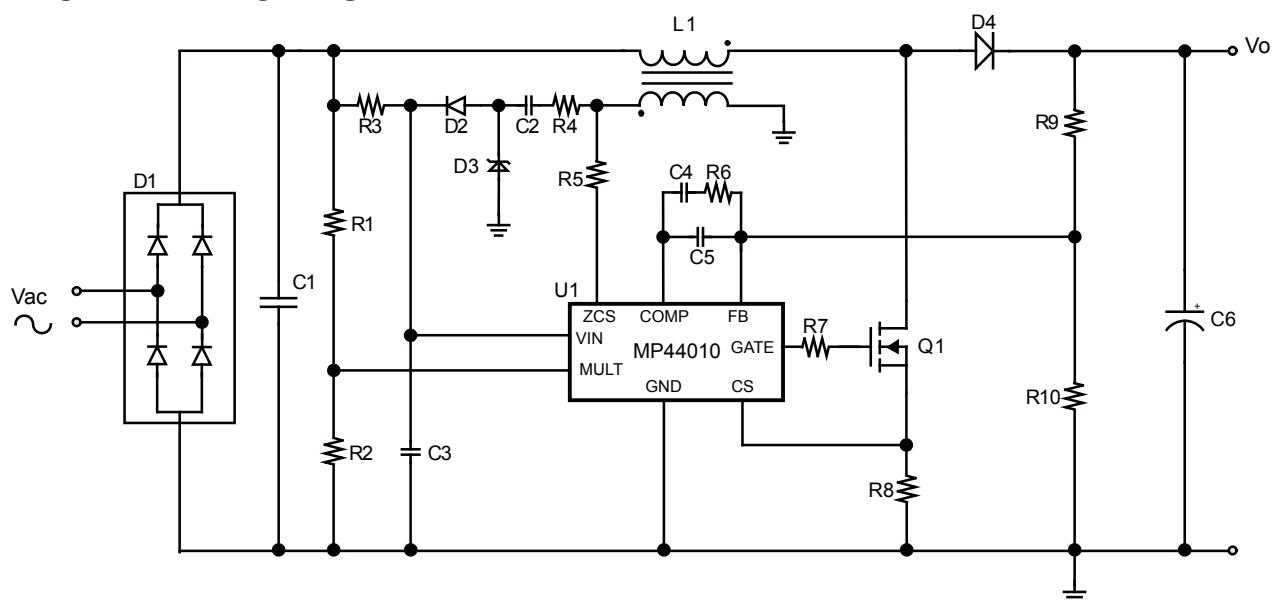 L1
D4
Vo
R3
D2
C2
R4
R9
D3
R5
C4
R6
D1
R1
C5
C1
U1
Vac
ZCS
COMP
FB
R7
C6
VIN
MP44010
GATE
Q1
MULT
GND
CS
R10
R2
C3
R8
+